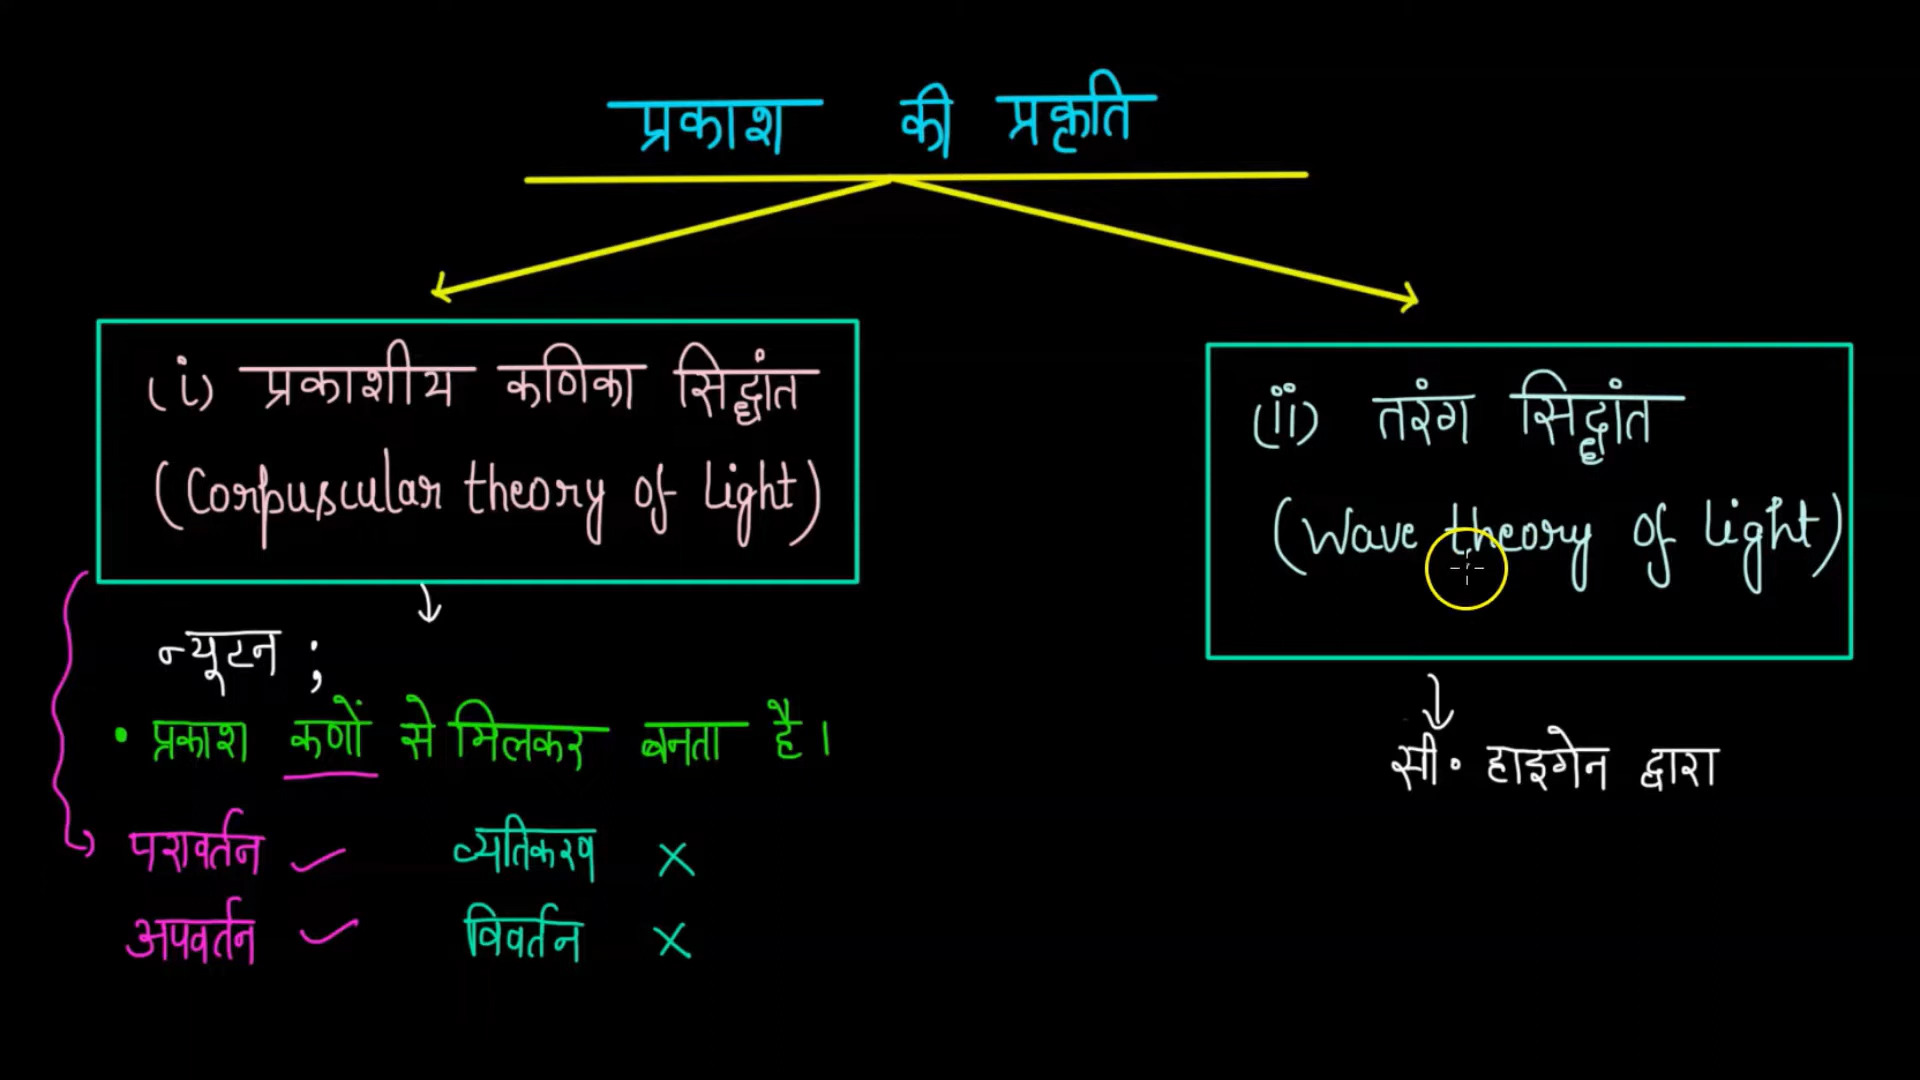 प्रकाश की प्रकृति
(i) प्रकाशीय कणिका सिद्धांत
(Corpuscular theory of light)
न्यूटन ;
• प्रकाश कणों से मिलकर बनता है।
परावर्तन ✓ व्यतिकरण ×
अपवर्तन ✓ विवर्तन ×
(ii) तरंग सिद्धांत
(Wave theory of light)
सी. हाइगेन द्वारा